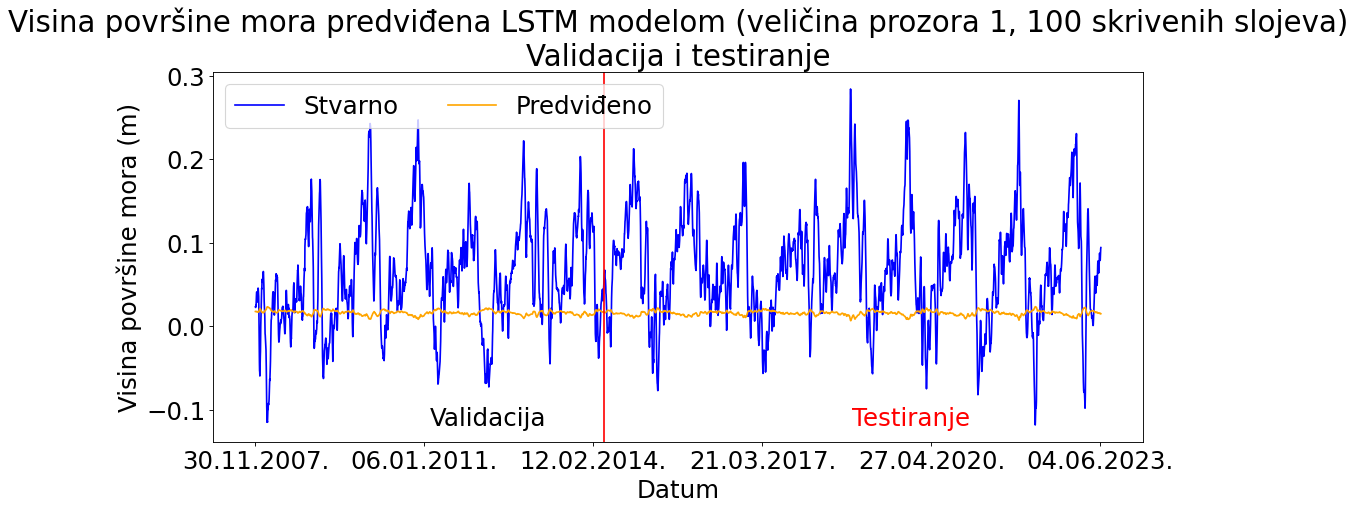 Visina površine mora predviđena LSTM modelom (veličina prozora 1, 100 skrivenih slojeva)
Validacija i testiranje
Stvarno
Predviđeno
Visina površine mora (m)
0.3
0.2
0.1
0.0
−0.1
Validacija
Testiranje
30.11.2007.
06.01.2011.
12.02.2014.
21.03.2017.
27.04.2020.
04.06.2023.
Datum